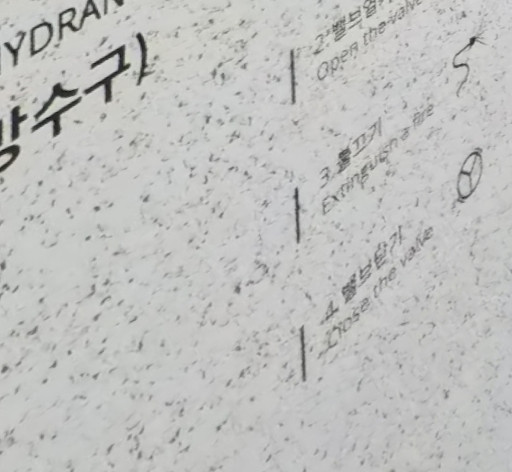 HYDRAN
방수구)
2. 밸브열기
Open the valve
3. 불끄기
Extinguish a fire
4. 밸브닫기
Close the valve